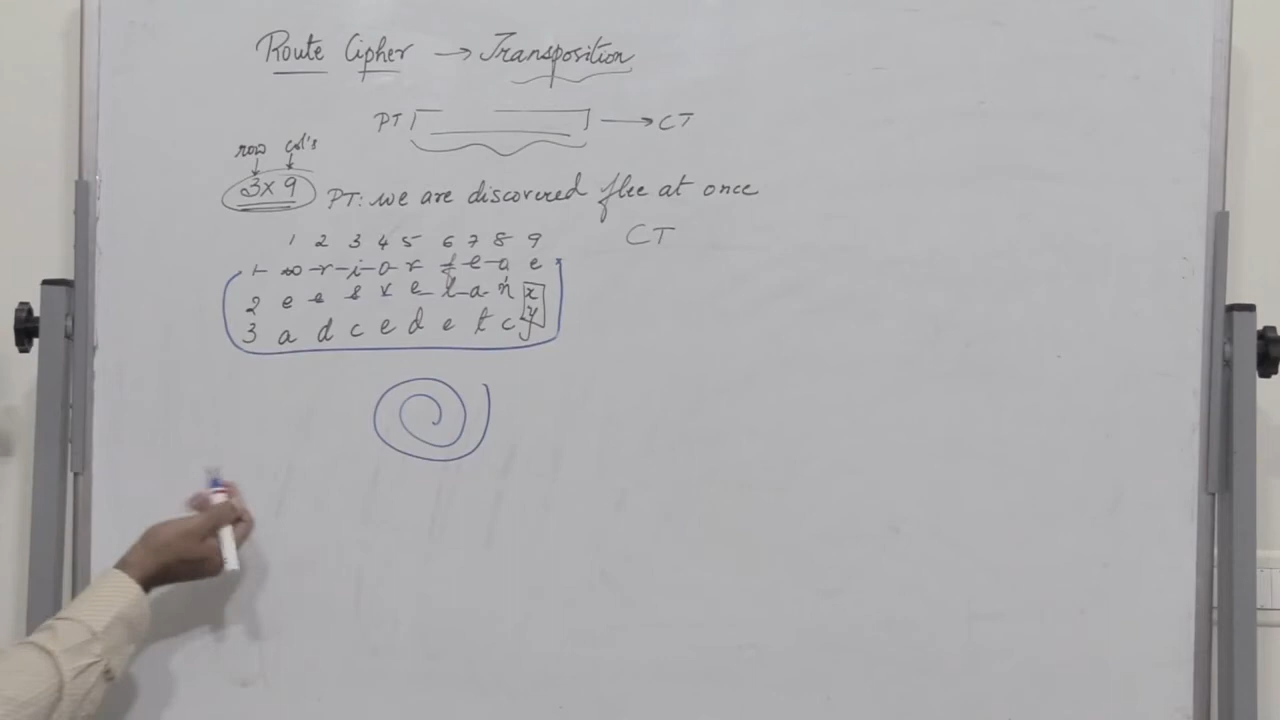 Route Cipher → Transposition
PT → CT
row col's
3x9 PT: we are discovered flee at once
1 2 3 4 5 6 7 8 9 CT
1 w r i o r f e a e
2 e e s v e l a n x
3 a d c e d e t c y